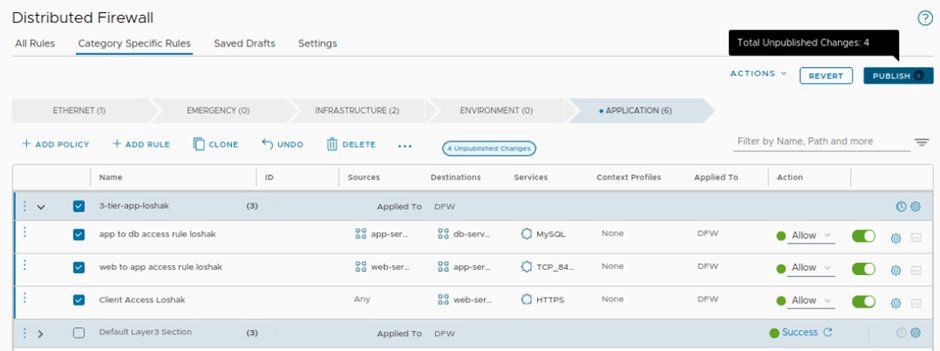 Distributed Firewall
All Rules Category Specific Rules Saved Drafts Settings
Total Unpublished Changes: 4
ACTIONS REVERT PUBLISH 4
ETHERNET (1) EMERGENCY (0) INFRASTRUCTURE (2) ENVIRONMENT (0) APPLICATION (6)
+ ADD POLICY + ADD RULE CLONE UNDO DELETE ... 4 Unpublished Changes Filter by Name, Path and more
Name ID Sources Destinations Services Context Profiles Applied To Action
3-tier-app-loshak (3) Applied To DFW
app to db access rule loshak app-ser... db-serv... MySQL None DFW Allow
web to app access rule loshak web-ser... app-ser... TCP_84... None DFW Allow
Client Access Loshak Any web-ser... HTTPS None DFW Allow
Default Layer3 Section (3) Applied To DFW Success